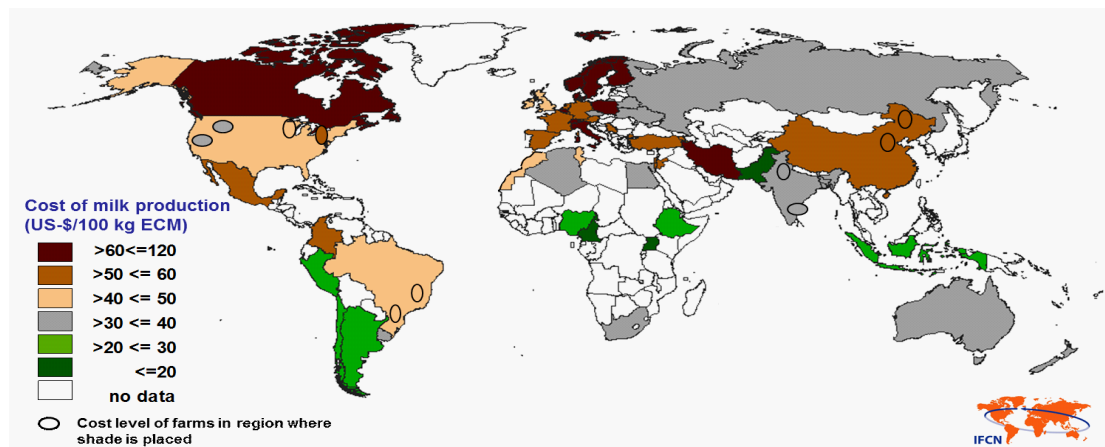 Cost of milk production
(US-$/100 kg ECM)
>60<=120
>50 <= 60
>40 <= 50
>30 <= 40
>20 <= 30
<=20
no data
Cost level of farms in region where
shade is placed
IFCN